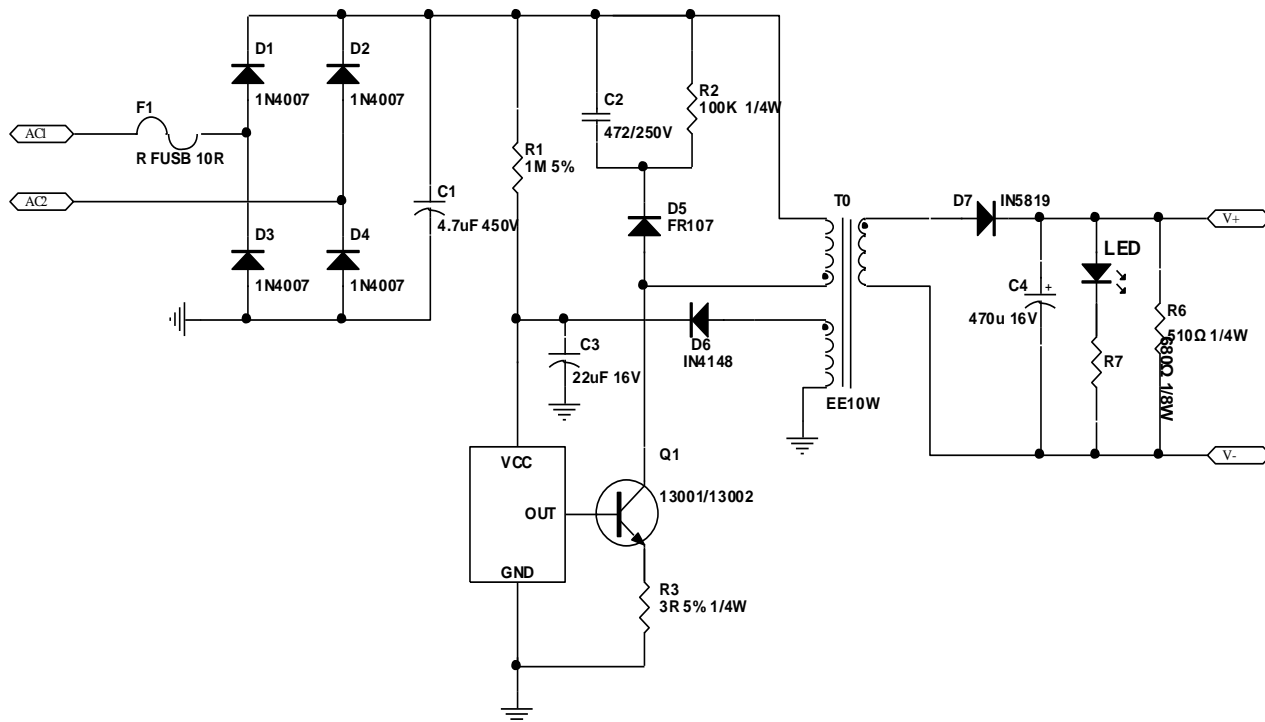 D1
1N4007
D2
1N4007
F1
R FUSB 10R
AC1
AC2
D3
1N4007
D4
1N4007
C1
4.7uF 450V
R1
1M 5%
C2
472/250V
R2
100K 1/4W
D5
FR107
T0
EE10W
D6
IN4148
C3
22uF 16V
VCC
OUT
GND
Q1
13001/13002
R3
3R 5% 1/4W
D7
IN5819
C4
+
470u 16V
LED
R7
R6
510Ω 1/4W
680Ω 1/8W
V+
V-